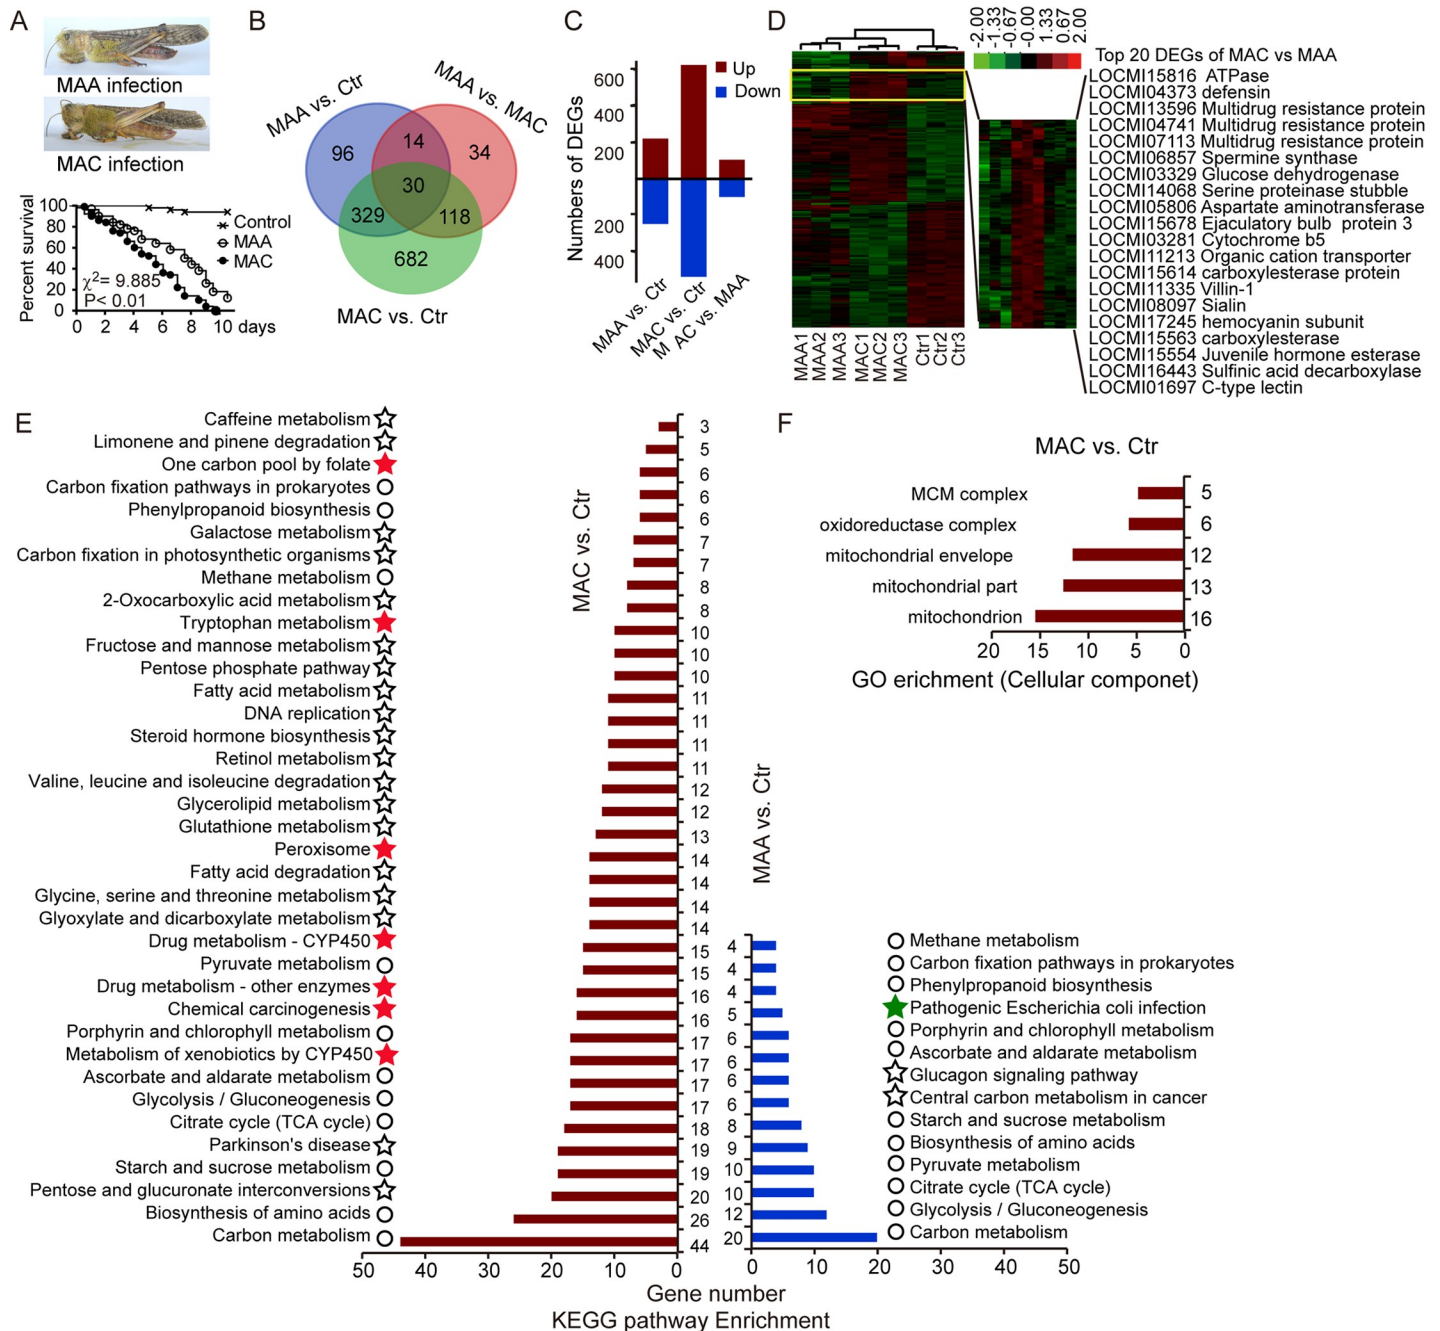 A
MAA infection
MAC infection
Percent survival
100
80
60
40
20
0
0 2 4 6 8 10 days
Control
MAA
MAC
χ²= 9.885
P< 0.01
B
MAA vs. Ctr
MAA vs. MAC
96
14
34
30
329
118
682
MAC vs. Ctr
C
Numbers of DEGs
600
400
200
200
400
Up
Down
MAA vs. Ctr
MAC vs. Ctr
M AC vs. MAA
D
-2.00
-1.33
-0.67
-0.00
1.33
0.67
2.00
MAA1
MAA2
MAA3
MAC1
MAC2
MAC3
Ctr1
Ctr2
Ctr3
Top 20 DEGs of MAC vs MAA
LOCMI15816 ATPase
LOCMI04373 defensin
LOCMI13596 Multidrug resistance protein
LOCMI04741 Multidrug resistance protein
LOCMI07113 Multidrug resistance protein
LOCMI06857 Spermine synthase
LOCMI03329 Glucose dehydrogenase
LOCMI14068 Serine proteinase stubble
LOCMI05806 Aspartate aminotransferase
LOCMI15678 Ejaculatory bulb protein 3
LOCMI03281 Cytochrome b5
LOCMI11213 Organic cation transporter
LOCMI15614 carboxylesterase protein
LOCMI11335 Villin-1
LOCMI08097 Sialin
LOCMI17245 hemocyanin subunit
LOCMI15563 carboxylesterase
LOCMI15554 Juvenile hormone esterase
LOCMI16443 Sulfinic acid decarboxylase
LOCMI01697 C-type lectin
E
MAC vs. Ctr
Caffeine metabolism 3
Limonene and pinene degradation 5
One carbon pool by folate 6
Carbon fixation pathways in prokaryotes 6
Phenylpropanoid biosynthesis 6
Galactose metabolism 7
Carbon fixation in photosynthetic organisms 7
Methane metabolism 8
2-Oxocarboxylic acid metabolism 8
Tryptophan metabolism 10
Fructose and mannose metabolism 10
Pentose phosphate pathway 10
Fatty acid metabolism 11
DNA replication 11
Steroid hormone biosynthesis 11
Retinol metabolism 11
Valine, leucine and isoleucine degradation 12
Glycerolipid metabolism 12
Glutathione metabolism 13
Peroxisome 14
Fatty acid degradation 14
Glycine, serine and threonine metabolism 14
Glyoxylate and dicarboxylate metabolism 14
Drug metabolism - CYP450 15
Pyruvate metabolism 15
Drug metabolism - other enzymes 16
Chemical carcinogenesis 16
Porphyrin and chlorophyll metabolism 17
Metabolism of xenobiotics by CYP450 17
Ascorbate and aldarate metabolism 17
Glycolysis / Gluconeogenesis 17
Citrate cycle (TCA cycle) 18
Parkinson's disease 19
Starch and sucrose metabolism 19
Pentose and glucuronate interconversions 20
Biosynthesis of amino acids 26
Carbon metabolism 44
50 40 30 20 10 0
MAA vs. Ctr
4 Methane metabolism
4 Carbon fixation pathways in prokaryotes
4 Phenylpropanoid biosynthesis
5 Pathogenic Escherichia coli infection
6 Porphyrin and chlorophyll metabolism
6 Ascorbate and aldarate metabolism
6 Glucagon signaling pathway
6 Central carbon metabolism in cancer
8 Starch and sucrose metabolism
9 Biosynthesis of amino acids
10 Pyruvate metabolism
10 Citrate cycle (TCA cycle)
12 Glycolysis / Gluconeogenesis
20 Carbon metabolism
0 10 20 30 40 50
Gene number
KEGG pathway Enrichment
F
MAC vs. Ctr
MCM complex 5
oxidoreductase complex 6
mitochondrial envelope 12
mitochondrial part 13
mitochondrion 16
20 15 10 5 0
GO erichment (Cellular componet)